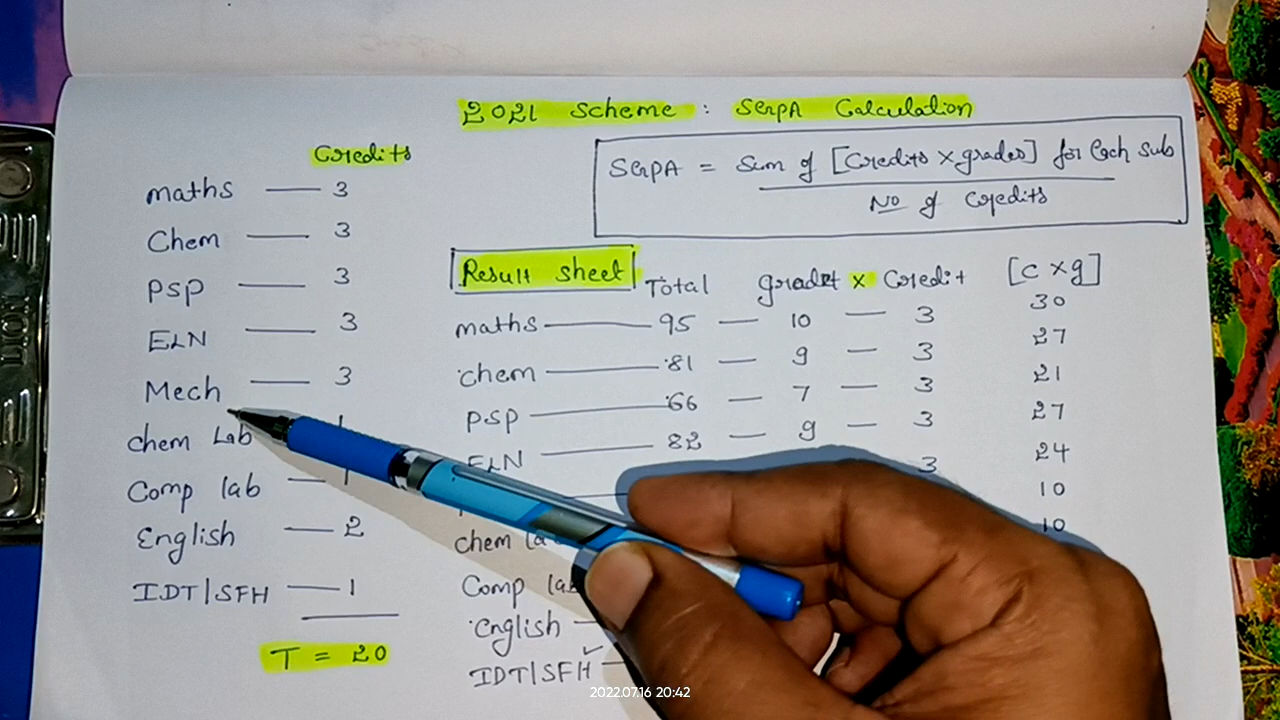 2021 Scheme : SGPA Calculation
Credits
maths — 3
Chem — 3
PSP — 3
ELN — 3
Mech — 3
chem Lab — 1
Comp lab — 1
English — 2
IDT/SFH — 1
T = 20
SGPA = Sum of [Credits x grades] for Each Sub
No of Credits
Result Sheet Total grade x Credit [C x g]
maths — 95 — 10 — 3 30
chem — 81 — 9 — 3 27
PSP — 66 — 7 — 3 21
ELN — 82 — 9 — 3 27
3 24
chem la 10
Comp lab 10
English —
IDT/SFH ✓ —
2022.07.16 20:42